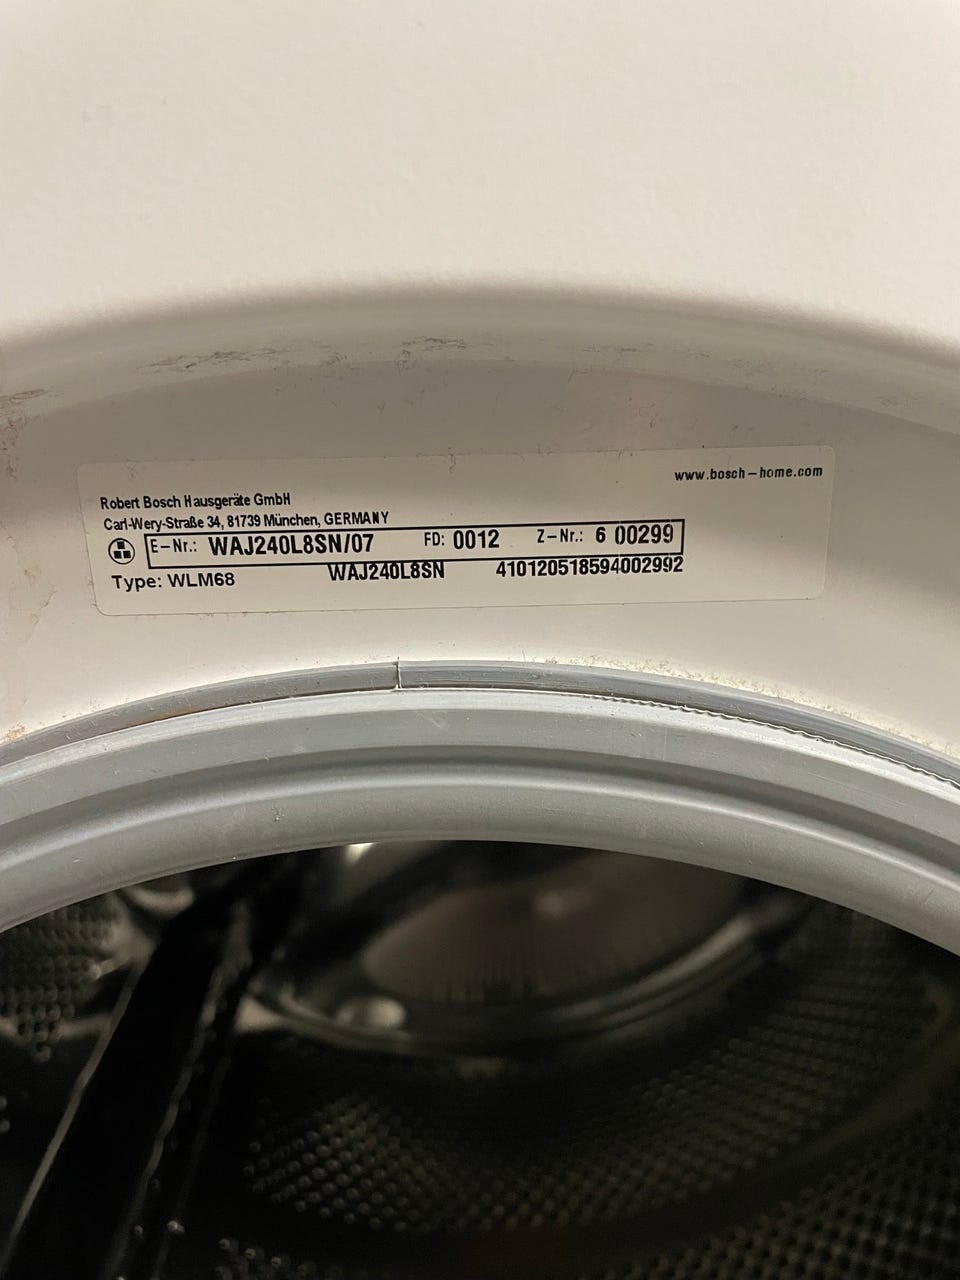 www.bosch-home.com
Robert Bosch Hausgeräte GmbH
Carl-Wery-Straße 34, 81739 München, GERMANY
E-Nr.: WAJ240L8SN/07 FD: 0012 Z-Nr.: 6 00299
Type: WLM68 WAJ240L8SN 410120518594002992